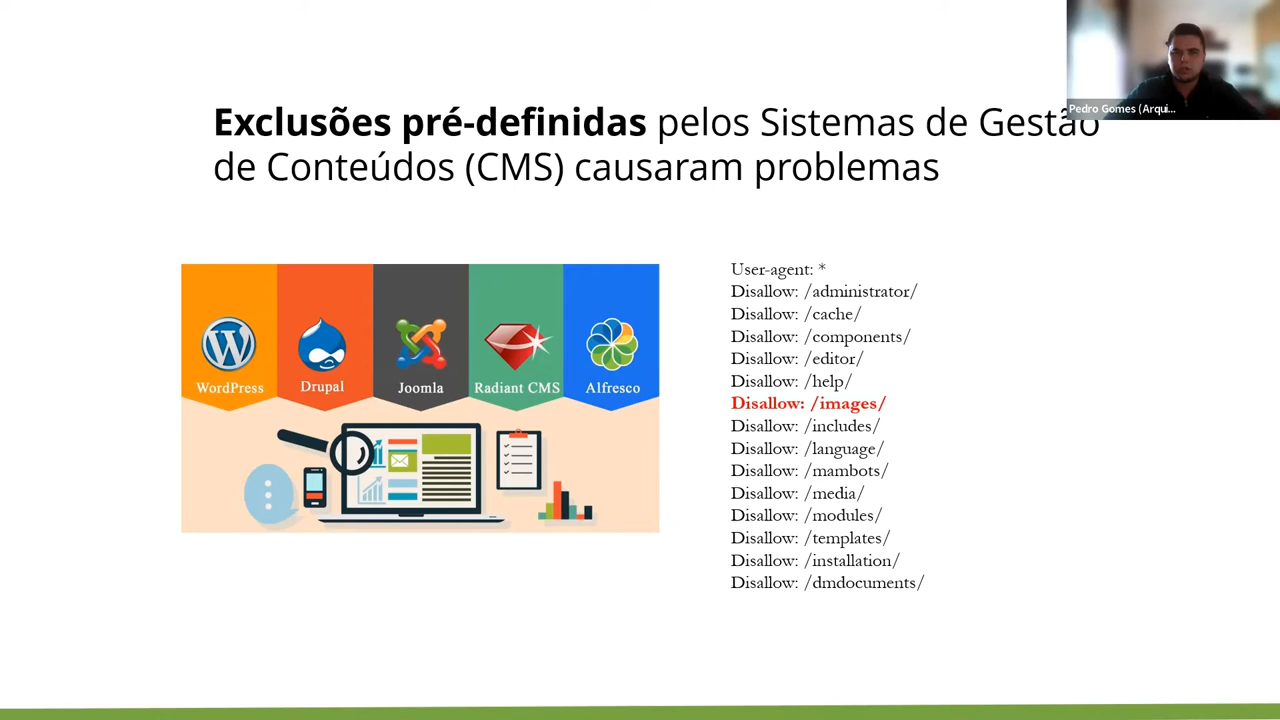 Pedro Gomes (Arqui...
Exclusões pré-definidas pelos Sistemas de Gestão
de Conteúdos (CMS) causaram problemas
WordPress
Drupal
Joomla
Radiant CMS
Alfresco
User-agent: *
Disallow: /administrator/
Disallow: /cache/
Disallow: /components/
Disallow: /editor/
Disallow: /help/
Disallow: /images/
Disallow: /includes/
Disallow: /language/
Disallow: /mambots/
Disallow: /media/
Disallow: /modules/
Disallow: /templates/
Disallow: /installation/
Disallow: /dmdocuments/